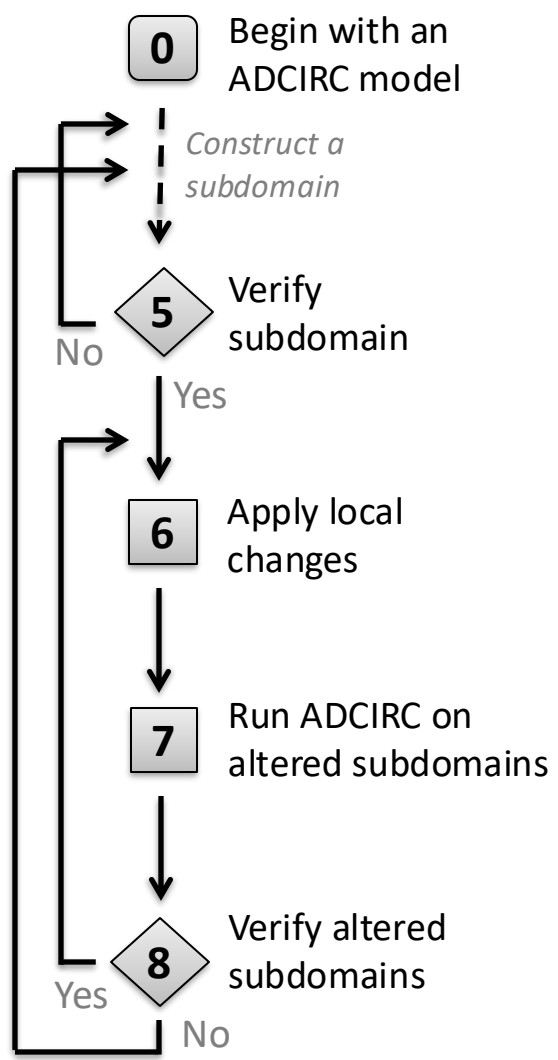 0
Begin with an
ADCIRC model
Construct a
subdomain
5
Verify
subdomain
No
Yes
6
Apply local
changes
7
Run ADCIRC on
altered subdomains
8
Verify altered
subdomains
Yes
No